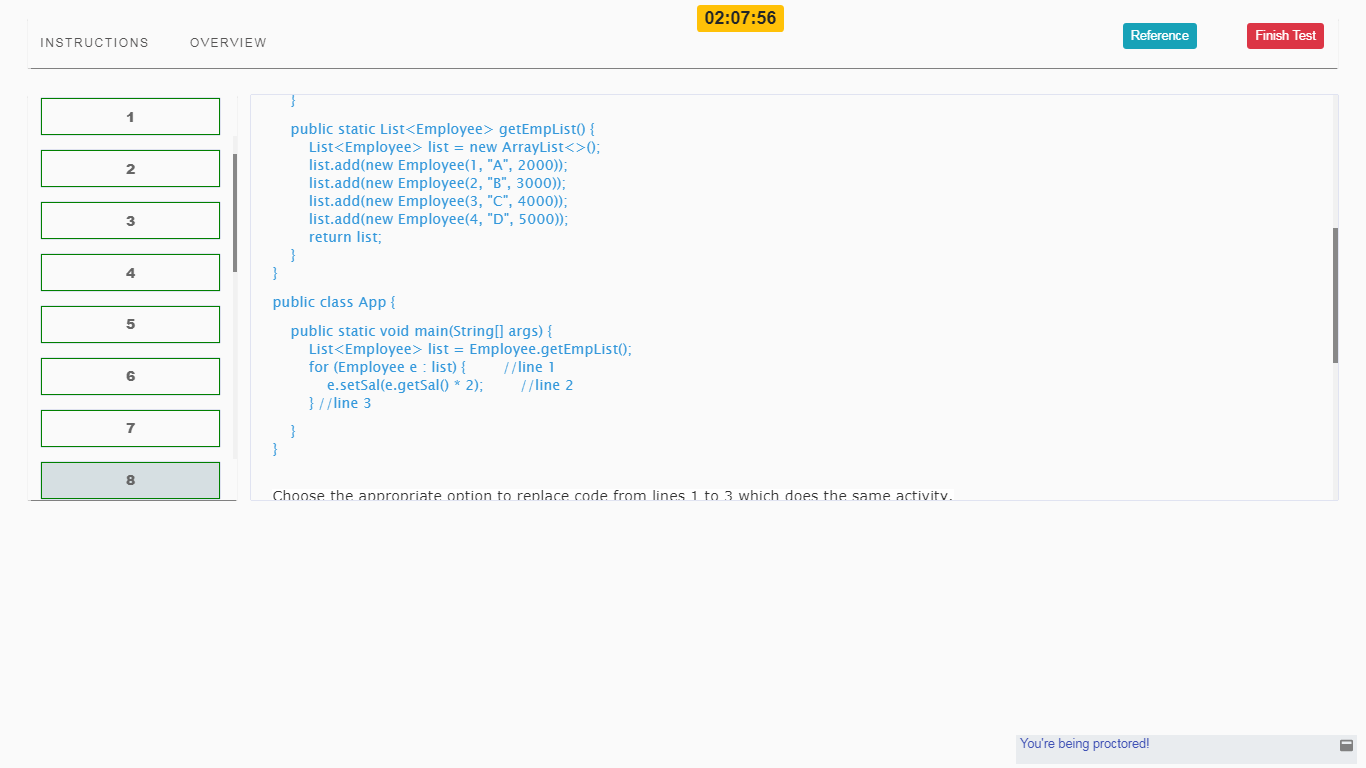 02:07:56
INSTRUCTIONS
OVERVIEW
Reference
Finish Test
1
2
3
4
5
6
7
8
}
public static List<Employee> getEmpList() {
List<Employee> list = new ArrayList<>();
list.add(new Employee(1, "A", 2000));
list.add(new Employee(2, "B", 3000));
list.add(new Employee(3, "C", 4000));
list.add(new Employee(4, "D", 5000));
return list;
}
}
public class App {
public static void main(String[] args) {
List<Employee> list = Employee.getEmpList();
for (Employee e : list) { //line 1
e.setSal(e.getSal() * 2); //line 2
} //line 3
}
}
Choose the appropriate option to replace code from lines 1 to 3 which does the same activity.
You're being proctored!